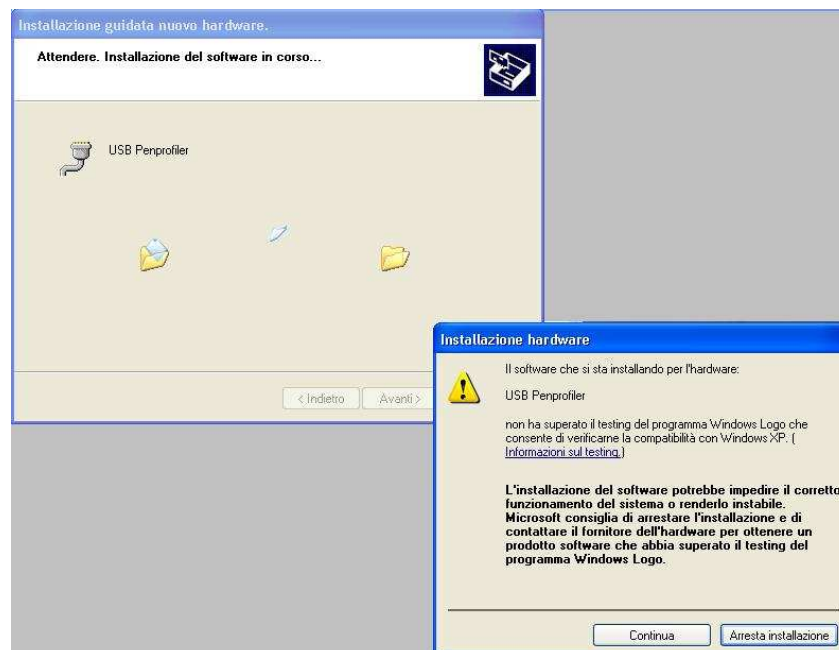 Installazione guidata nuovo hardware.
Attendere. Installazione del software in corso...
USB Penprofiler
< Indietro
Avanti >
Installazione hardware
Il software che si sta installando per l'hardware:
USB Penprofiler
non ha superato il testing del programma Windows Logo che
consente di verificarne la compatibilità con Windows XP. (
Informazioni sul testing.)
L'installazione del software potrebbe impedire il corretto
funzionamento del sistema o renderlo instabile.
Microsoft consiglia di arrestare l'installazione e di
contattare il fornitore dell'hardware per ottenere un
prodotto software che abbia superato il testing del
programma Windows Logo.
Continua
Arresta installazione